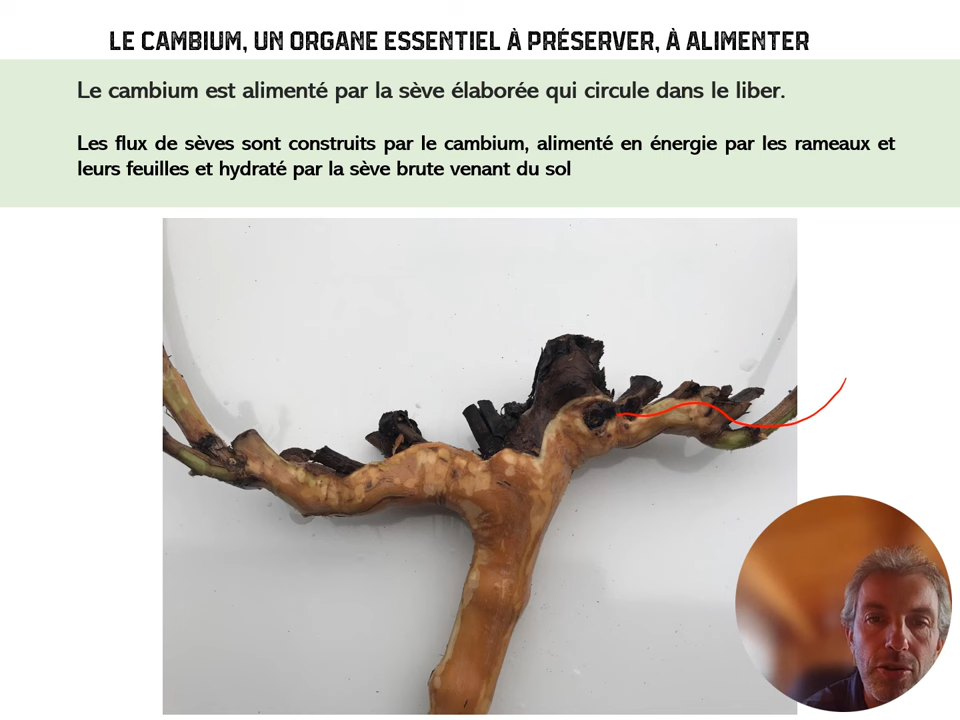 LE CAMBIUM, UN ORGANE ESSENTIEL À PRÉSERVER, À ALIMENTER
Le cambium est alimenté par la sève élaborée qui circule dans le liber.
Les flux de sèves sont construits par le cambium, alimenté en énergie par les rameaux et
leurs feuilles et hydraté par la sève brute venant du sol